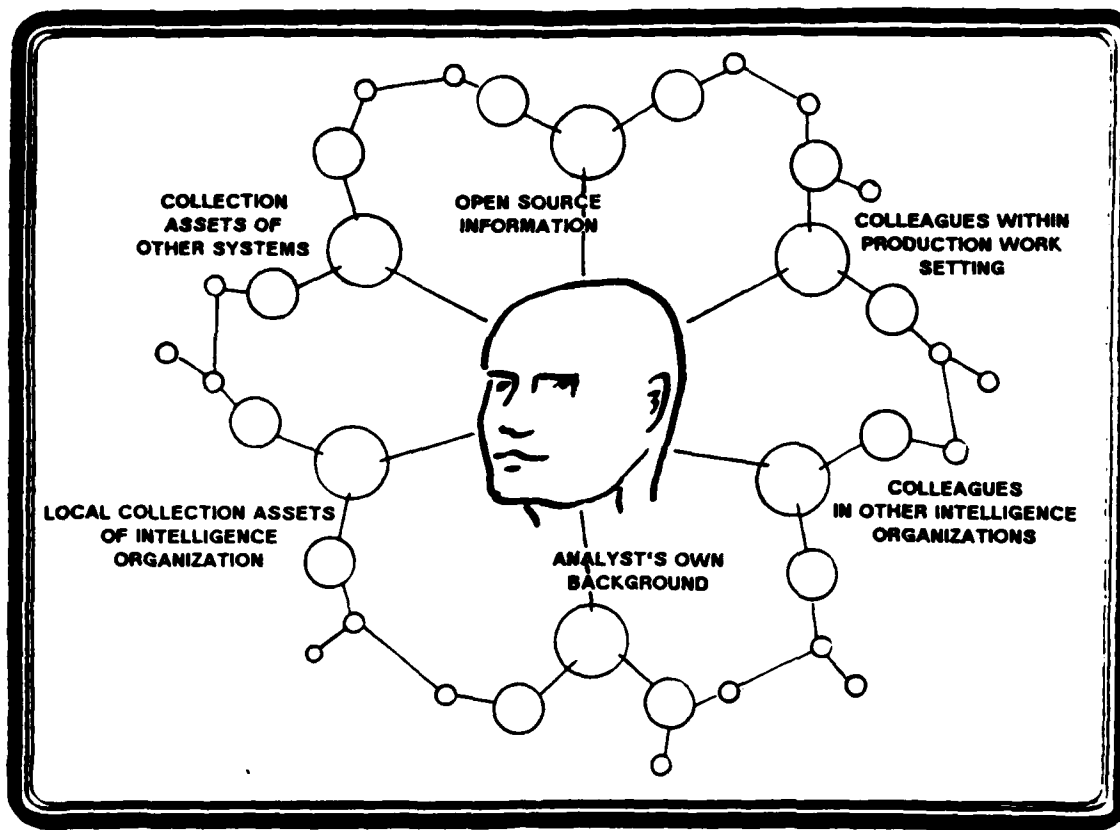 COLLECTION
ASSETS OF
OTHER SYSTEMS
OPEN SOURCE
INFORMATION
COLLEAGUES WITHIN
PRODUCTION WORK
SETTING
LOCAL COLLECTION ASSETS
OF INTELLIGENCE
ORGANIZATION
COLLEAGUES
IN OTHER INTELLIGENCE
ORGANIZATIONS
ANALYST'S OWN
BACKGROUND